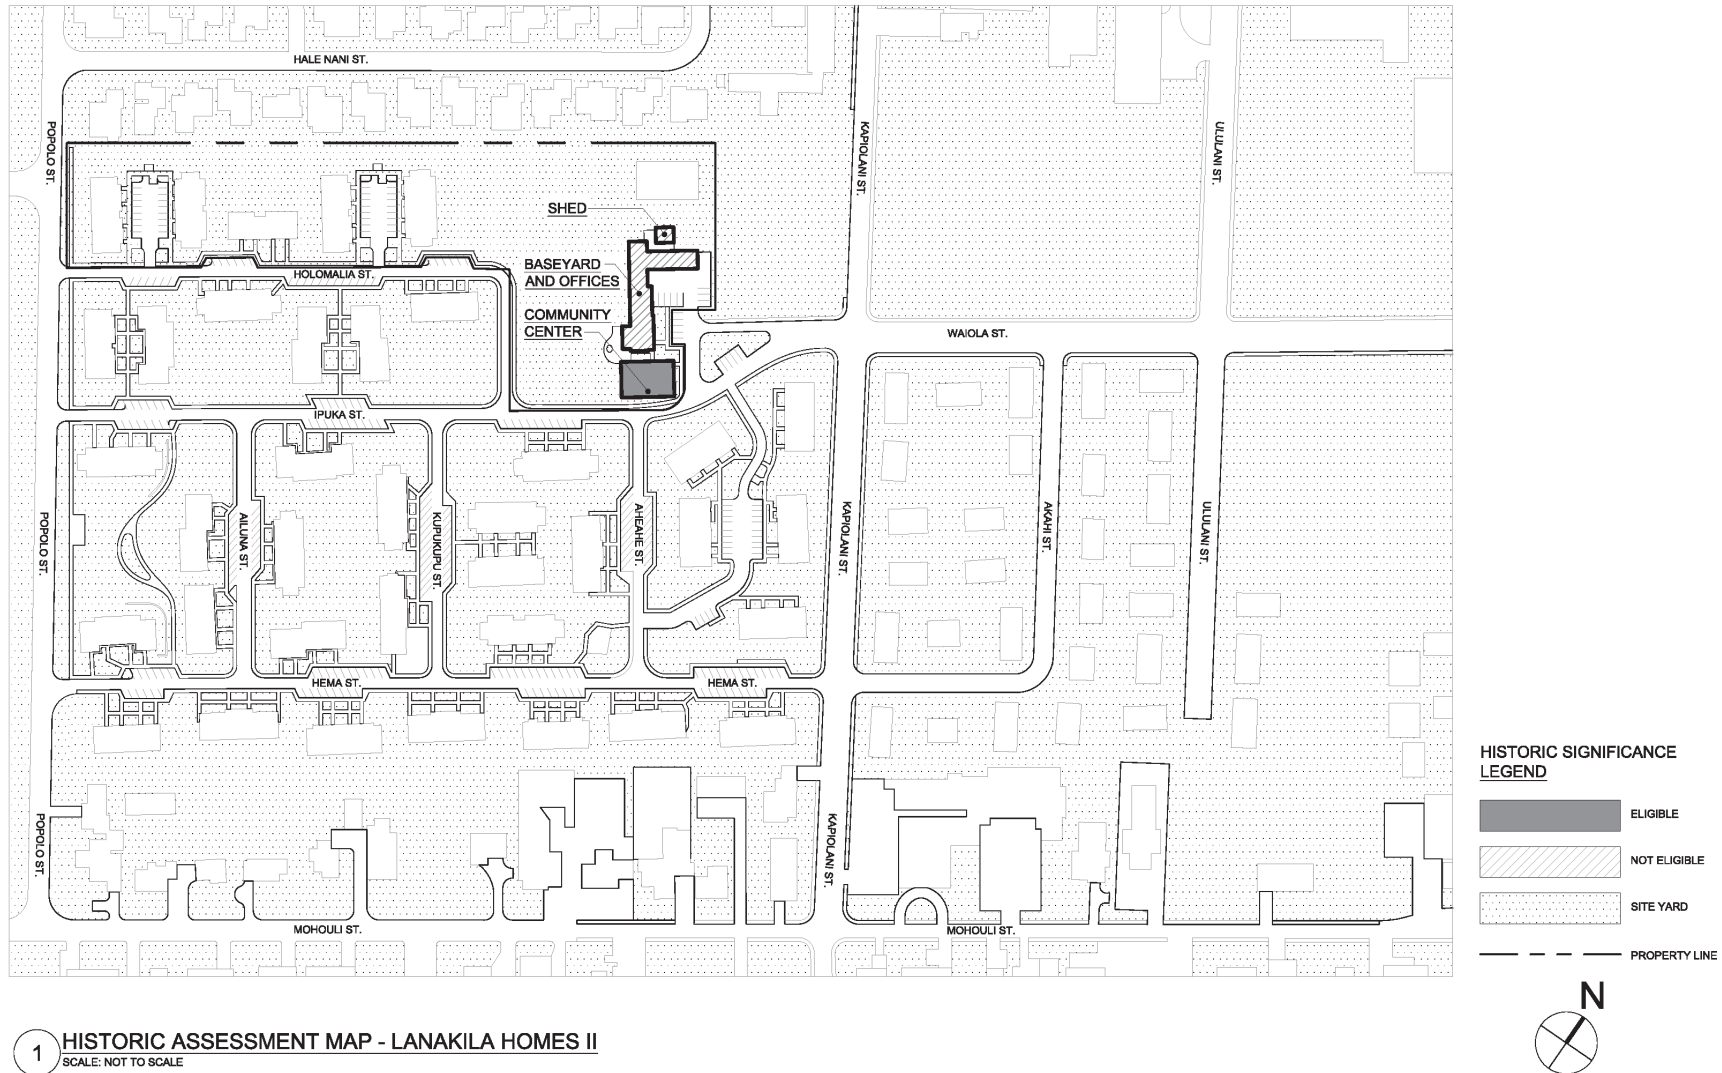 HALE NANI ST.
POPOLO ST.
KAPIOLANI ST.
ULULANI ST.
SHED
BASEYARD
AND OFFICES
HOLOMALIA ST.
COMMUNITY
CENTER
WAIOLA ST.
IPUKA ST.
POPOLO ST.
AILUNA ST.
KUPUKUPU ST.
AHEAHE ST.
KAPIOLANI ST.
AKAHI ST.
ULULANI ST.
HEMA ST.
HEMA ST.
POPOLO ST.
KAPIOLANI ST.
MOHOULI ST.
MOHOULI ST.
HISTORIC SIGNIFICANCE
LEGEND
ELIGIBLE
NOT ELIGIBLE
SITE YARD
PROPERTY LINE
N
1
HISTORIC ASSESSMENT MAP - LANAKILA HOMES II
SCALE: NOT TO SCALE